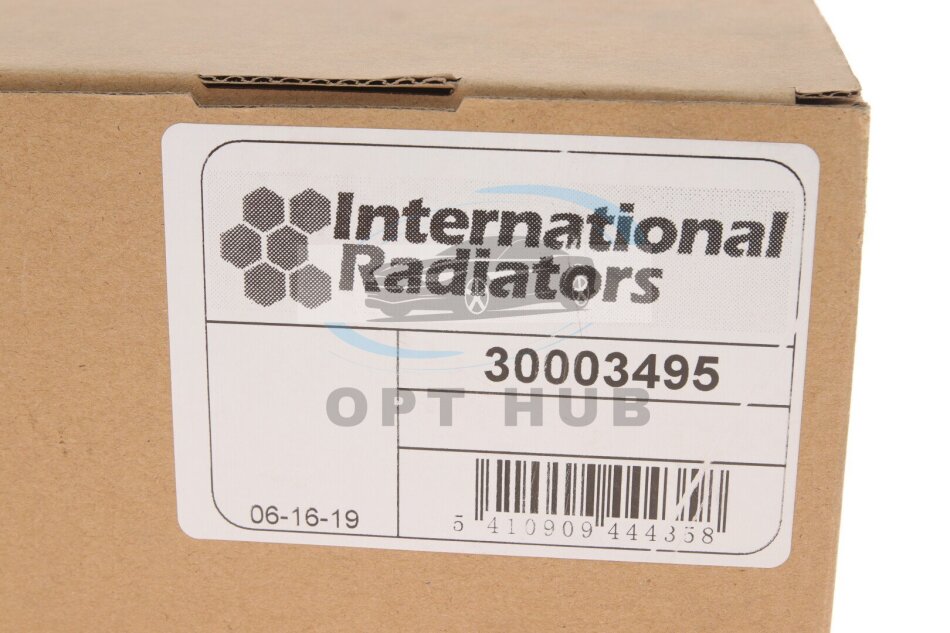 International
Radiators
30003495
OPT HUB
06-16-19
5 410909 444358